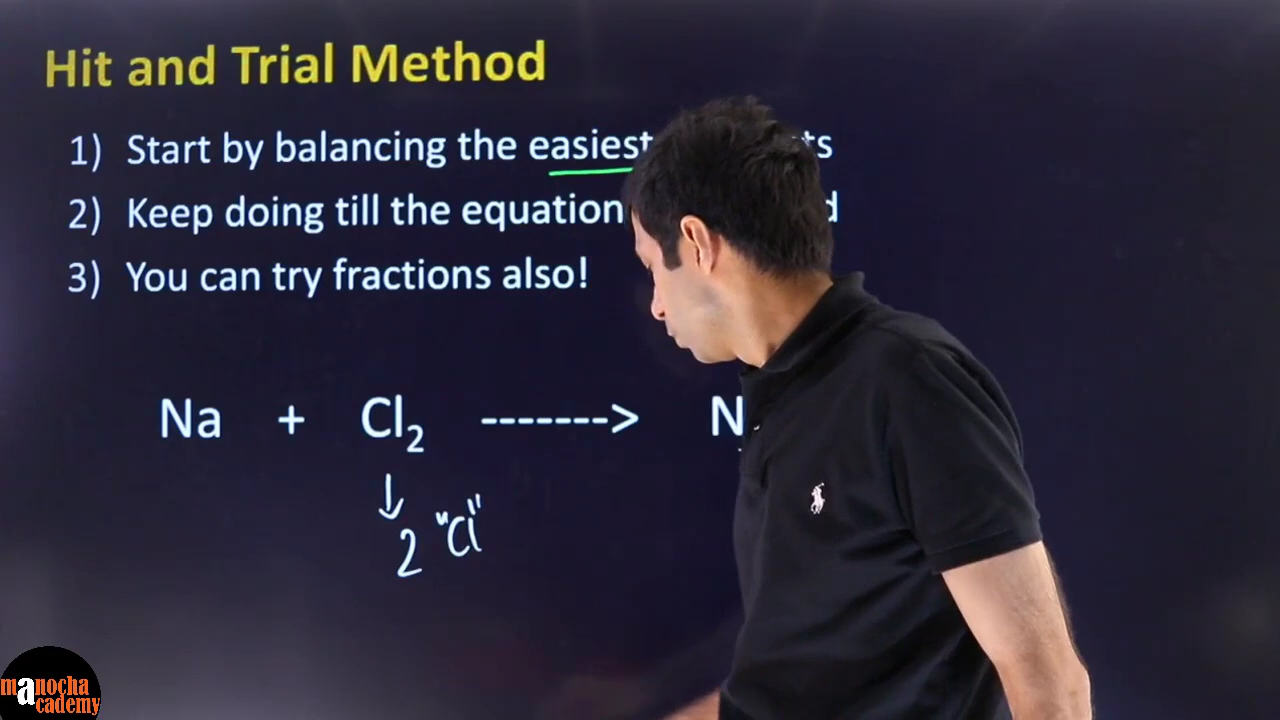 Hit and Trial Method
1) Start by balancing the easiest
2) Keep doing till the equation
3) You can try fractions also!
Na + Cl₂ -------> N
↓
2 "Cl"
manocha
academy